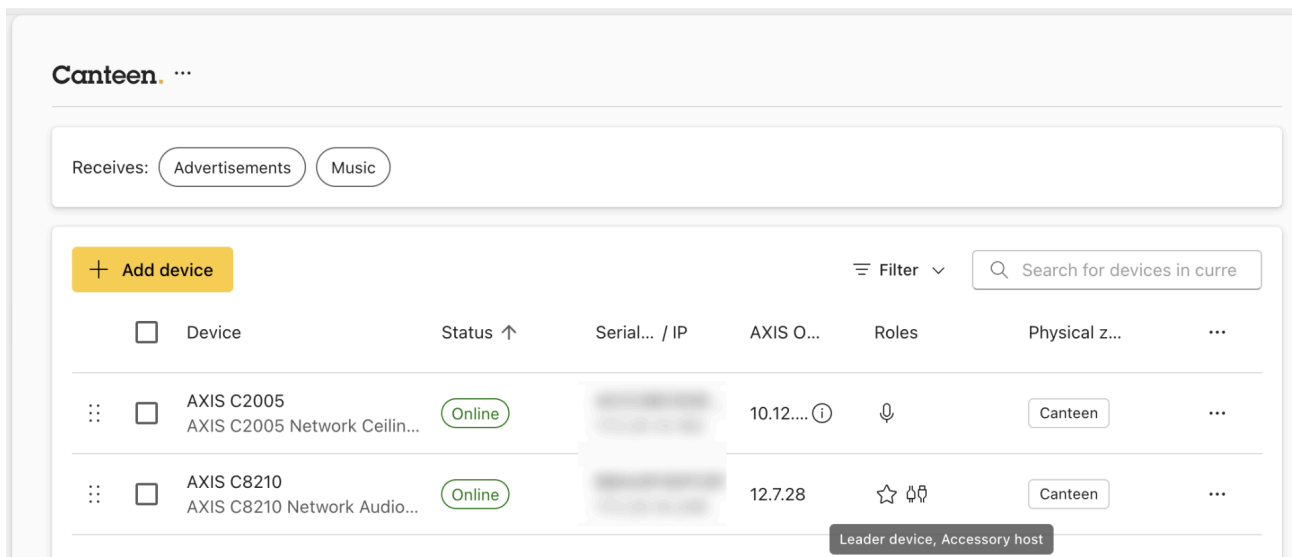 Canteen. ...
Receives: Advertisements Music
+ Add device Filter Search for devices in curre
Device Status ↑ Serial... / IP AXIS O... Roles Physical z... ...
AXIS C2005
AXIS C2005 Network Ceilin... Online 10.12.... Canteen ...
AXIS C8210
AXIS C8210 Network Audio... Online 12.7.28 Canteen ...
Leader device, Accessory host